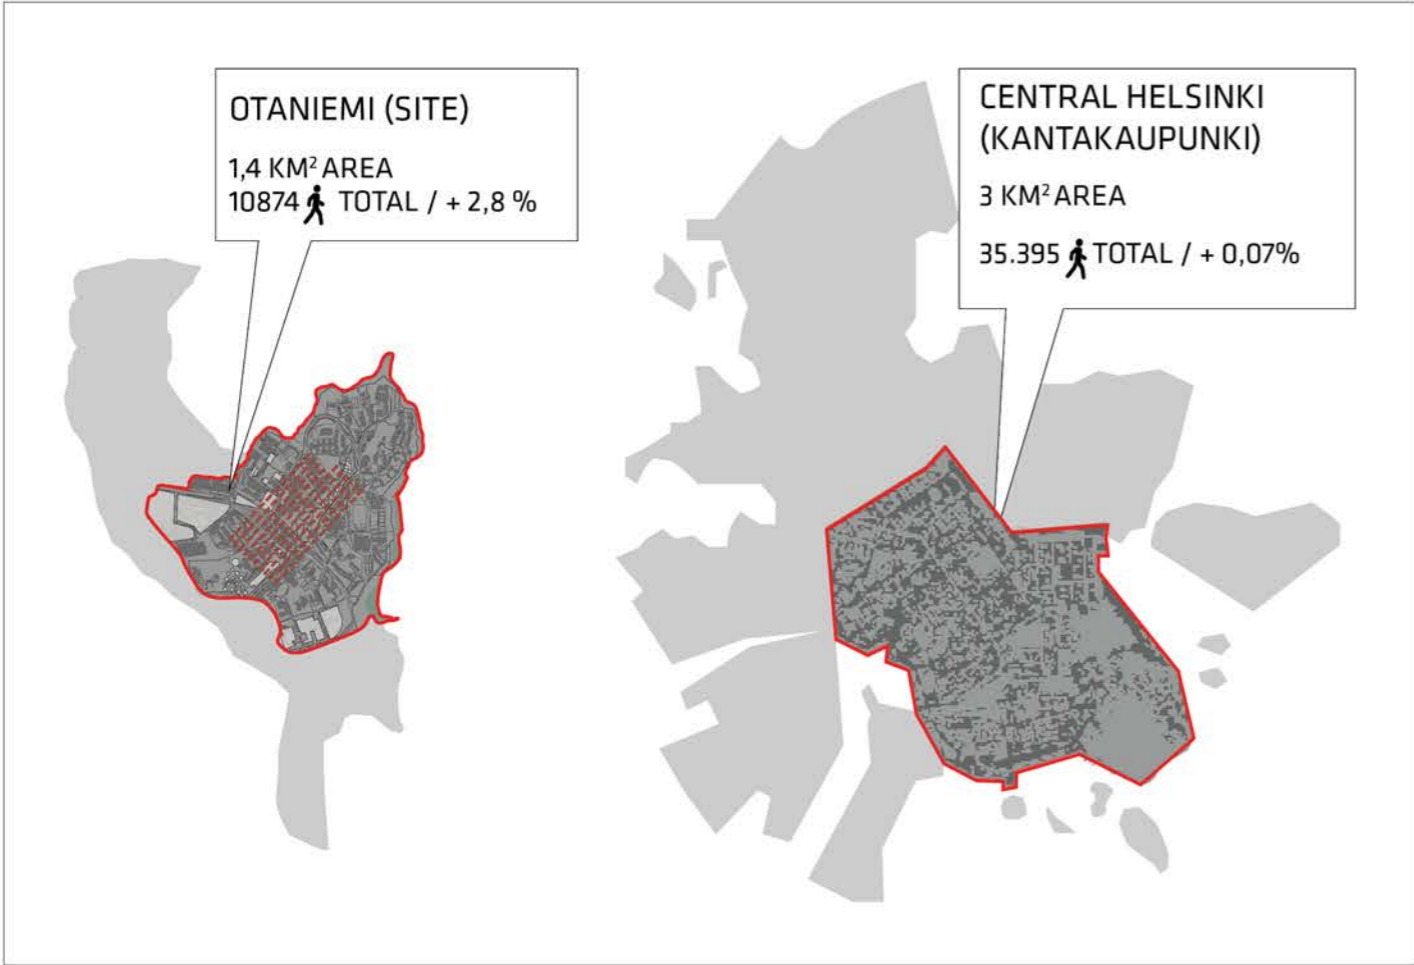 OTANIEMI (SITE)
1,4 KM² AREA
10874 TOTAL / + 2,8 %
CENTRAL HELSINKI
(KANTAKAUPUNKI)
3 KM² AREA
35.395 TOTAL / + 0,07%